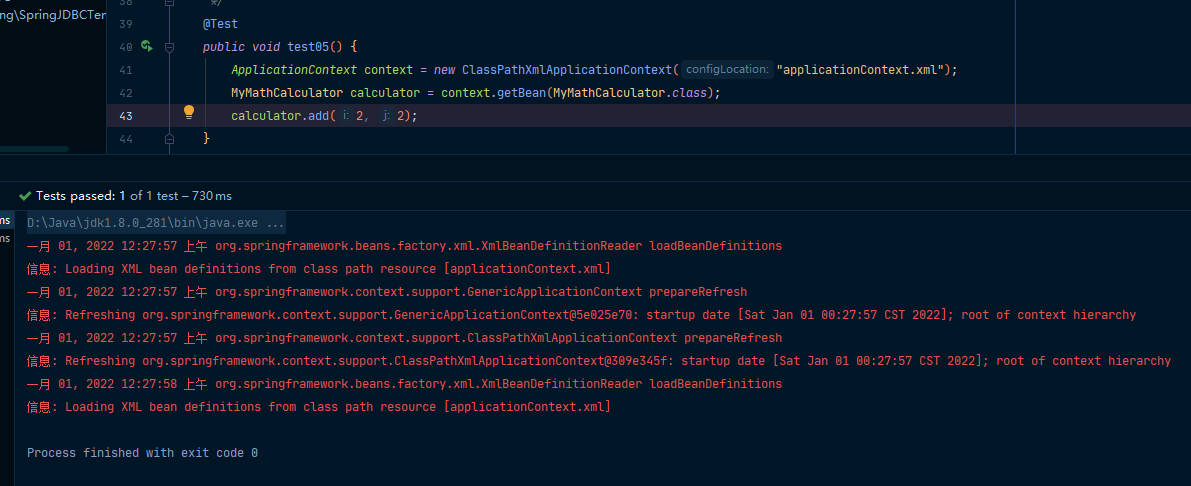 38 */
ng\SpringJDBCTer
39 @Test
40 public void test05() {
41 ApplicationContext context = new ClassPathXmlApplicationContext( configLocation: "applicationContext.xml");
42 MyMathCalculator calculator = context.getBean(MyMathCalculator.class);
43 calculator.add( i: 2, j: 2);
44 }
Tests passed: 1 of 1 test – 730 ms
ms D:\Java\jdk1.8.0_281\bin\java.exe ...
ms 一月 01, 2022 12:27:57 上午 org.springframework.beans.factory.xml.XmlBeanDefinitionReader loadBeanDefinitions
信息: Loading XML bean definitions from class path resource [applicationContext.xml]
一月 01, 2022 12:27:57 上午 org.springframework.context.support.GenericApplicationContext prepareRefresh
信息: Refreshing org.springframework.context.support.GenericApplicationContext@5e025e70: startup date [Sat Jan 01 00:27:57 CST 2022]; root of context hierarchy
一月 01, 2022 12:27:57 上午 org.springframework.context.support.ClassPathXmlApplicationContext prepareRefresh
信息: Refreshing org.springframework.context.support.ClassPathXmlApplicationContext@309e345f: startup date [Sat Jan 01 00:27:57 CST 2022]; root of context hierarchy
一月 01, 2022 12:27:58 上午 org.springframework.beans.factory.xml.XmlBeanDefinitionReader loadBeanDefinitions
信息: Loading XML bean definitions from class path resource [applicationContext.xml]
Process finished with exit code 0